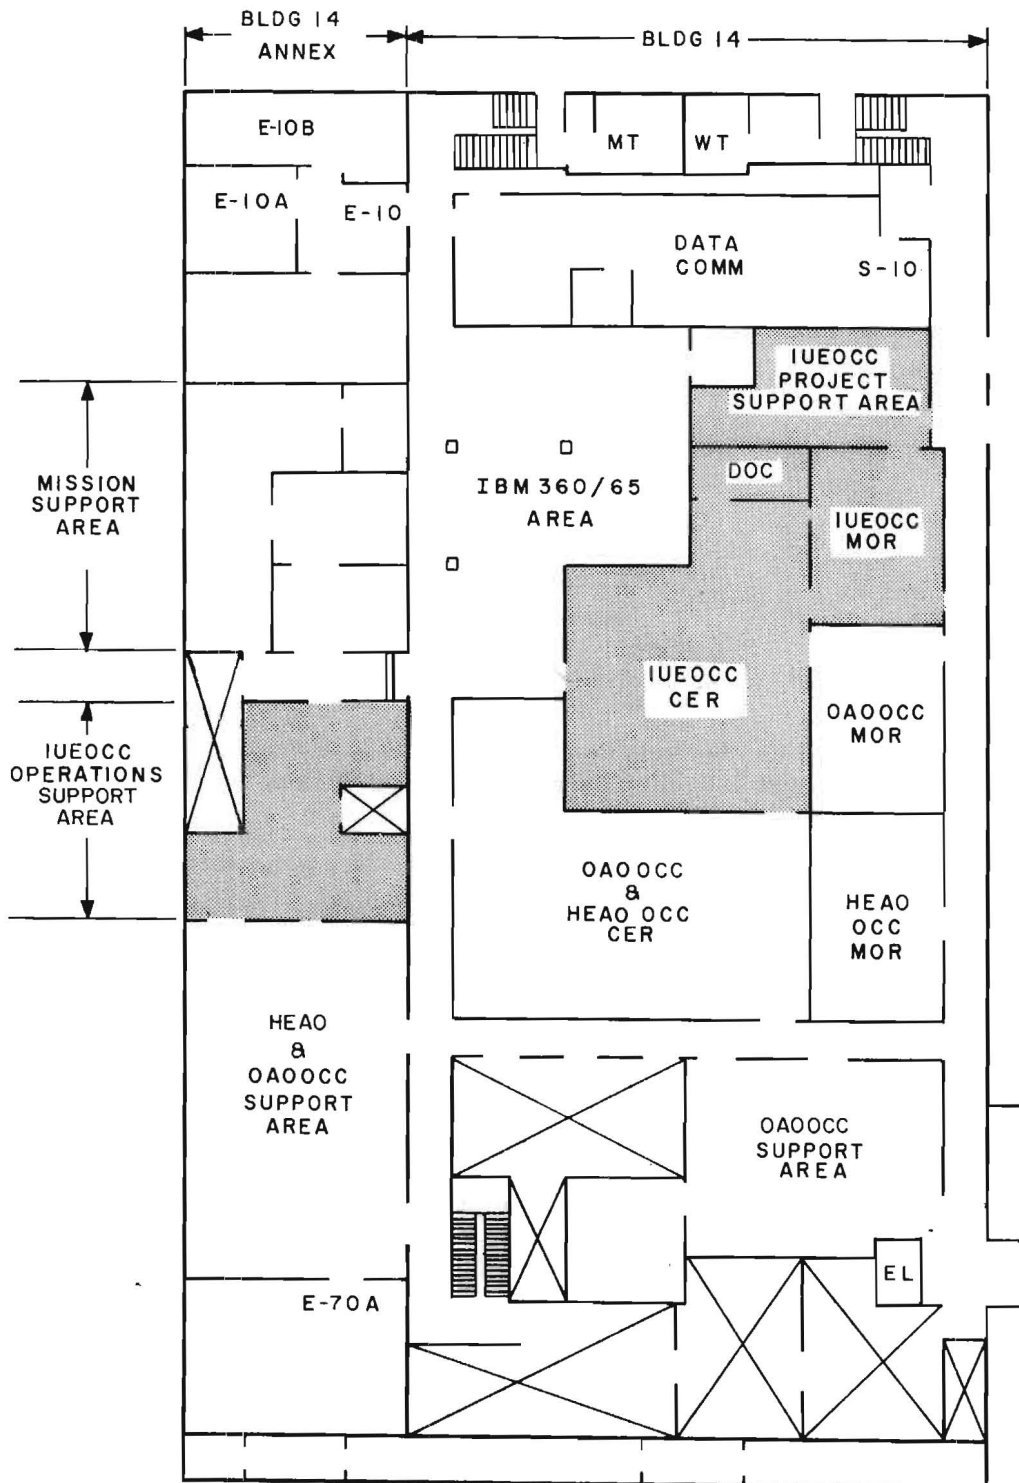 BLDG 14
ANNEX
BLDG 14
E-10B
MT
WT
E-10A
E-10
DATA
COMM
S-10
IUEOCC
PROJECT
SUPPORT AREA
MISSION
SUPPORT
AREA
IBM 360/65
AREA
DOC
IUEOCC
MOR
IUEOCC
CER
OAOOCC
MOR
IUEOCC
OPERATIONS
SUPPORT
AREA
OAOOCC
&
HEAO OCC
CER
HEAO
OCC
MOR
HEAO
&
OAOOCC
SUPPORT
AREA
OAOOCC
SUPPORT
AREA
EL
E-70A